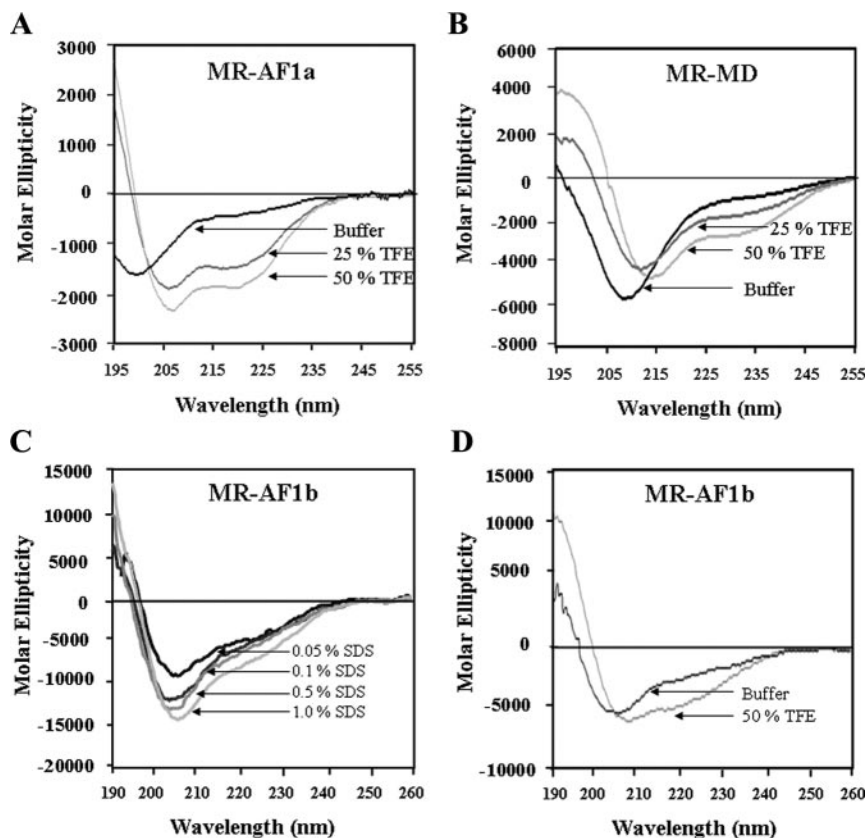 A
MR-AF1a
Molar Ellipticity
3000
2000
1000
0
-1000
-2000
-3000
Buffer
25 % TFE
50 % TFE
195 205 215 225 235 245 255
Wavelength (nm)
B
MR-MD
Molar Ellipticity
6000
4000
2000
0
-2000
-4000
-6000
-8000
25 % TFE
50 % TFE
Buffer
195 205 215 225 235 245 255
Wavelength (nm)
C
MR-AF1b
Molar Ellipticity
15000
10000
5000
0
-5000
-10000
-15000
-20000
0.05 % SDS
0.1 % SDS
0.5 % SDS
1.0 % SDS
190 200 210 220 230 240 250 260
Wavelength (nm)
D
MR-AF1b
Molar Ellipticity
15000
10000
5000
0
-5000
-10000
Buffer
50 % TFE
190 200 210 220 230 240 250 260
Wavelength (nm)